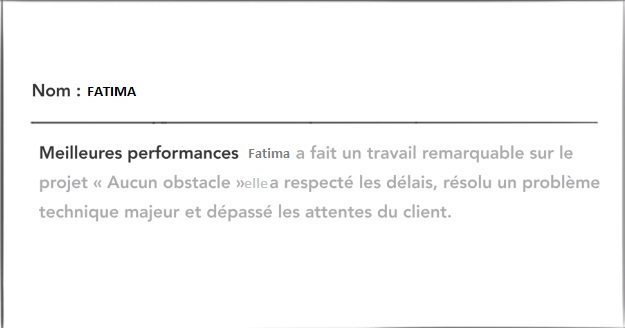 Nom : FATIMA
Meilleures performances Fatima a fait un travail remarquable sur le
projet « Aucun obstacle »elle a respecté les délais, résolu un problème
technique majeur et dépassé les attentes du client.